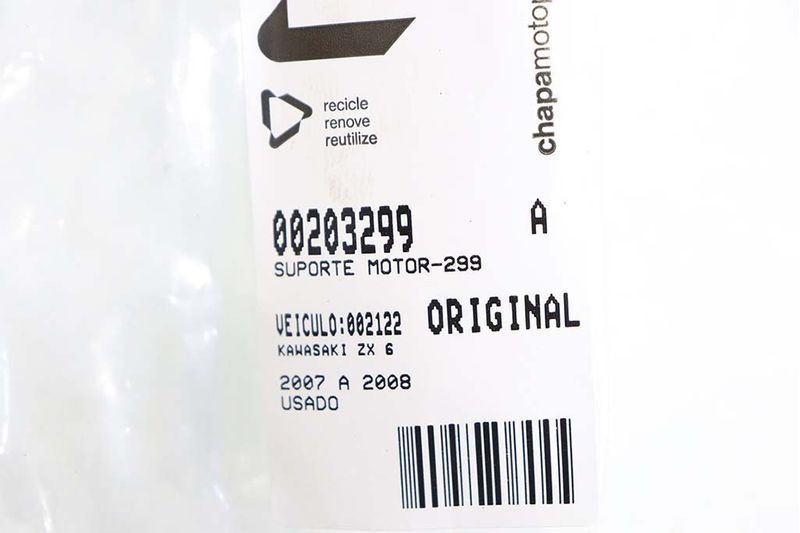 recicle
renove
reutilize
chapamotop
00203299
A
SUPORTE MOTOR-299
VEICULO:002122
ORIGINAL
KAWASAKI ZX 6
2007 A 2008
USADO